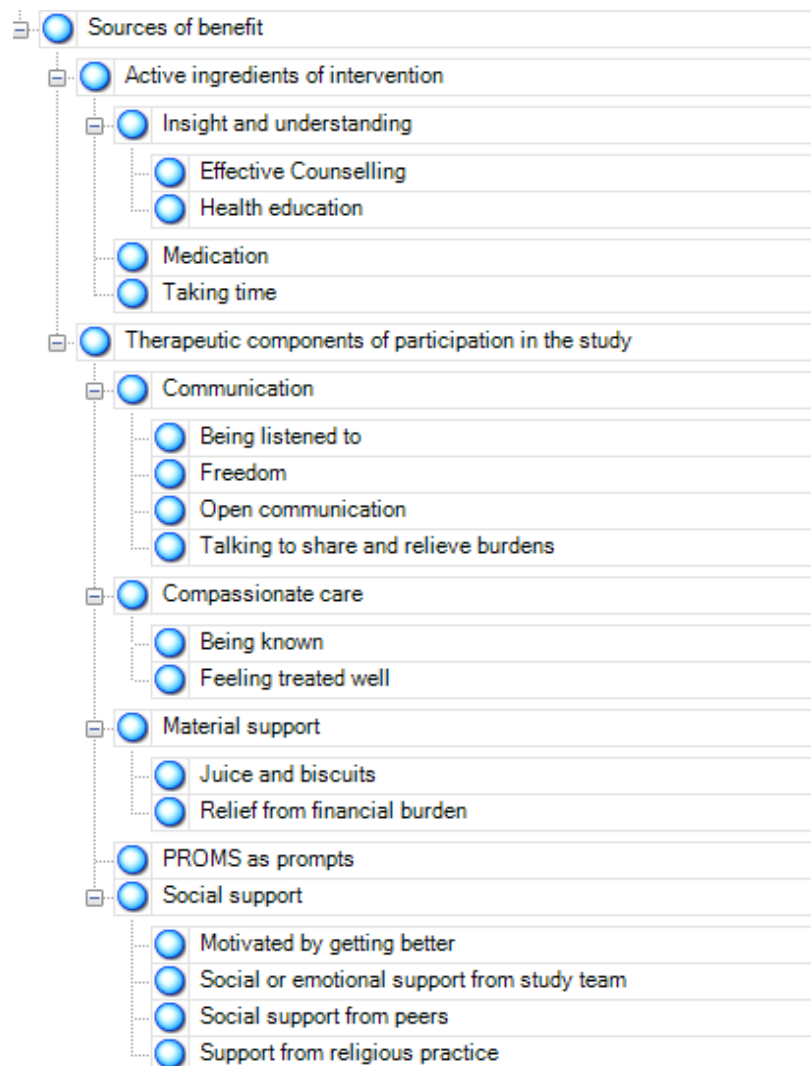 Sources of benefit
Active ingredients of intervention
Insight and understanding
Effective Counselling
Health education
Medication
Taking time
Therapeutic components of participation in the study
Communication
Being listened to
Freedom
Open communication
Talking to share and relieve burdens
Compassionate care
Being known
Feeling treated well
Material support
Juice and biscuits
Relief from financial burden
PROMS as prompts
Social support
Motivated by getting better
Social or emotional support from study team
Social support from peers
Support from religious practice